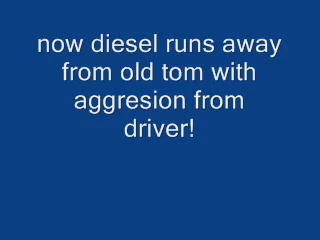 now diesel runs away
from old tom with
aggresion from
driver!